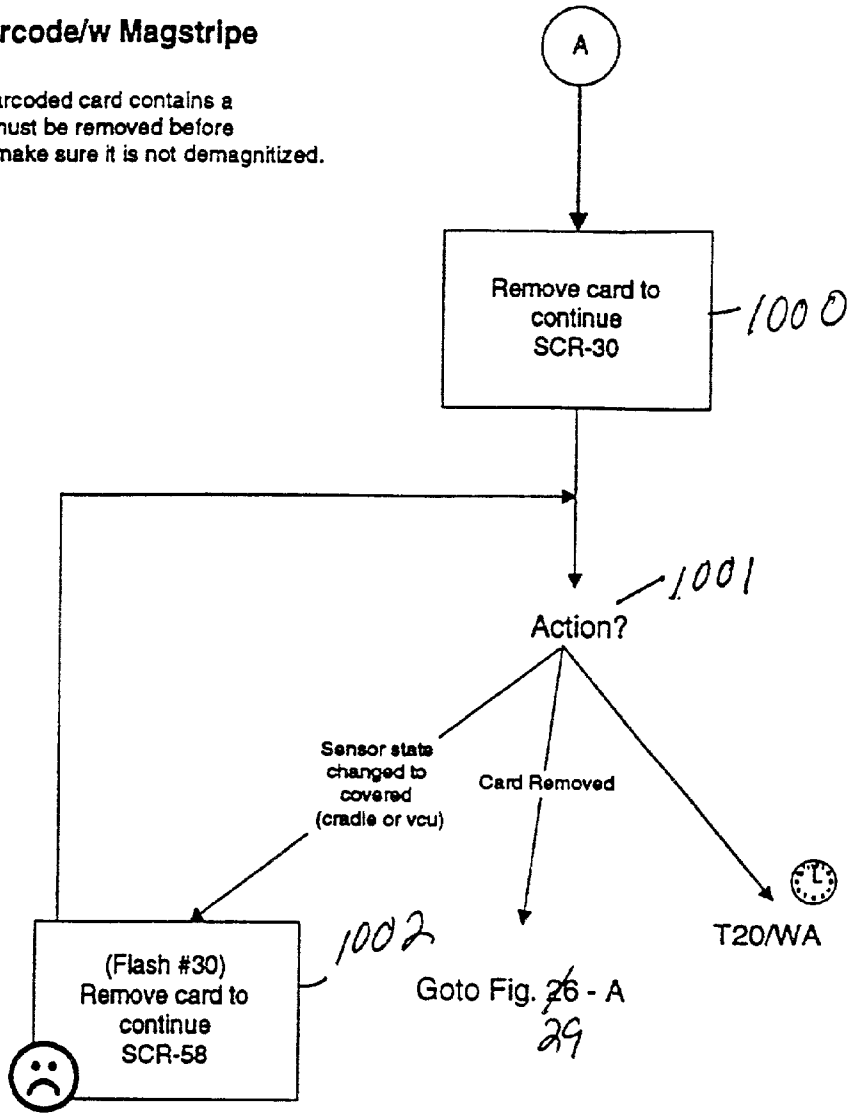 rcode/w Magstripe
arcoded card contains a
must be removed before
make sure it is not demagnitized.
A
Remove card to
continue
SCR-30
1000
1001
Action?
Sensor state
changed to
covered
(cradle or vcu)
Card Removed
T20/WA
1002
(Flash #30)
Remove card to
continue
SCR-58
Goto Fig. 26 - A
29